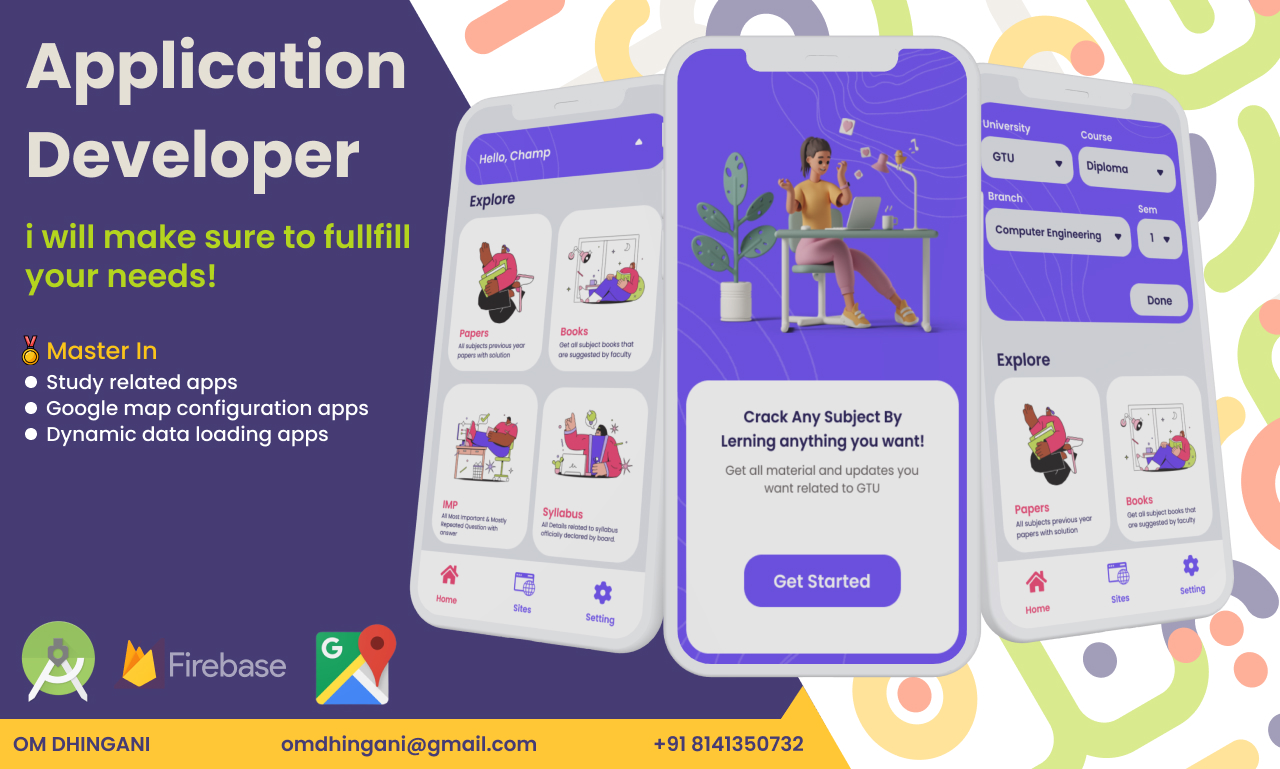 Application
Developer
i will make sure to fullfill
your needs!
Master In
Study related apps
Google map configuration apps
Dynamic data loading apps
Firebase
G
OM DHINGANI
omdhingani@gmail.com
+91 8141350732
Hello, Champ
Explore
Papers
All subjects previous year
papers with solution
Books
Get all subject books that
are suggested by faculty
IMP
All Most Important & Mostly
Repeated Question with
answer
Syllabus
All Details related to syllabus
officially declared by board.
Home
Sites
Setting
Crack Any Subject By
Lerning anything you want!
Get all material and updates you
want related to GTU
Get Started
University
Course
GTU
Diploma
Branch
Sem
Computer Engineering
1
Done
Explore
Papers
All subjects previous year
papers with solution
Books
Get all subject books that
are suggested by faculty
Home
Sites
Setting